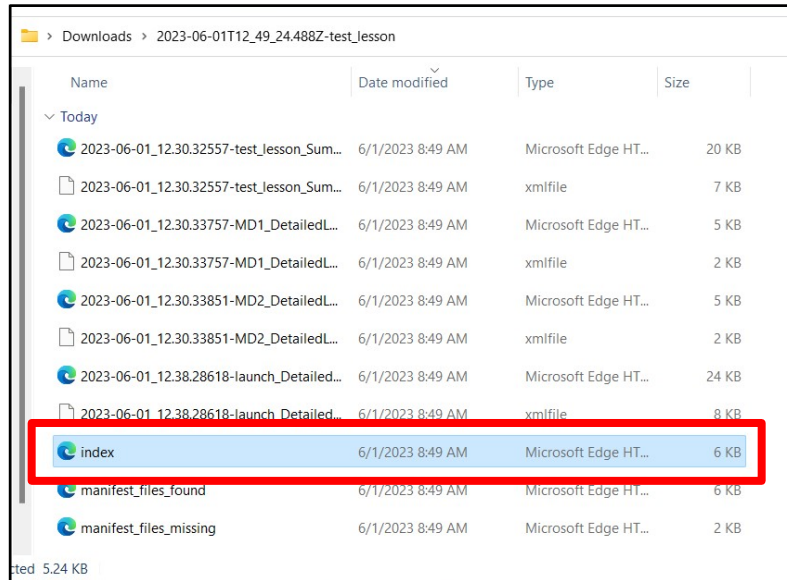 Downloads > 2023-06-01T12_49_24.488Z-test_lesson
Name Date modified Type Size
Today
2023-06-01_12.30.32557-test_lesson_Sum... 6/1/2023 8:49 AM Microsoft Edge HT... 20 KB
2023-06-01_12.30.32557-test_lesson_Sum... 6/1/2023 8:49 AM xmlfile 7 KB
2023-06-01_12.30.33757-MD1_DetailedL... 6/1/2023 8:49 AM Microsoft Edge HT... 5 KB
2023-06-01_12.30.33757-MD1_DetailedL... 6/1/2023 8:49 AM xmlfile 2 KB
2023-06-01_12.30.33851-MD2_DetailedL... 6/1/2023 8:49 AM Microsoft Edge HT... 5 KB
2023-06-01_12.30.33851-MD2_DetailedL... 6/1/2023 8:49 AM xmlfile 2 KB
2023-06-01_12.38.28618-launch_Detailed... 6/1/2023 8:49 AM Microsoft Edge HT... 24 KB
2023-06-01_12.38.28618-launch_Detailed... 6/1/2023 8:49 AM xmlfile 8 KB
index 6/1/2023 8:49 AM Microsoft Edge HT... 6 KB
manifest_files_found 6/1/2023 8:49 AM Microsoft Edge HT... 6 KB
manifest_files_missing 6/1/2023 8:49 AM Microsoft Edge HT... 2 KB
cted 5.24 KB